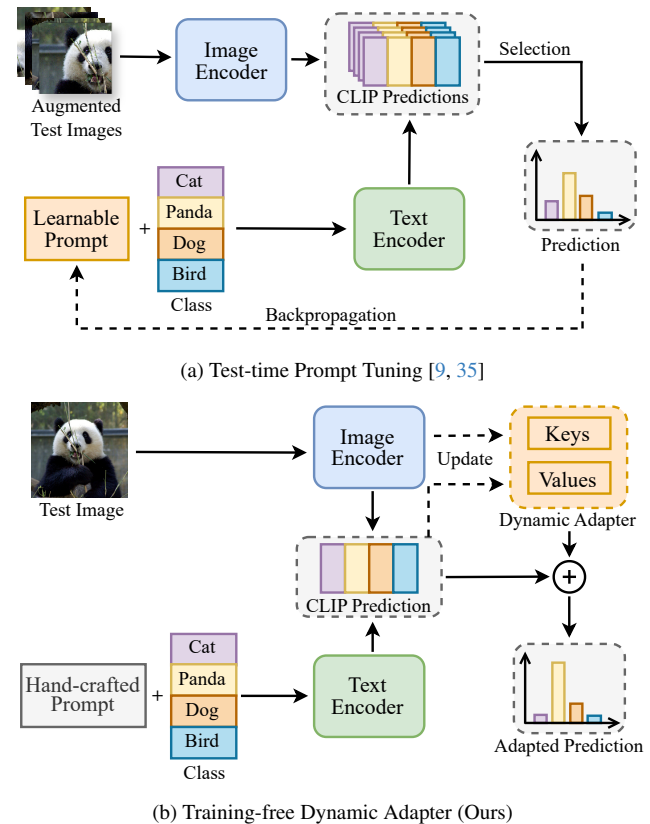 Image
Encoder
Augmented
Test Images
CLIP Predictions
Selection
Prediction
Learnable
Prompt
+
Cat
Panda
Dog
Bird
Class
Text
Encoder
Backpropagation
(a) Test-time Prompt Tuning [9, 35]
Test Image
Image
Encoder
Update
Keys
Values
Dynamic Adapter
CLIP Prediction
+
Hand-crafted
Prompt
+
Cat
Panda
Dog
Bird
Class
Text
Encoder
Adapted Prediction
(b) Training-free Dynamic Adapter (Ours)